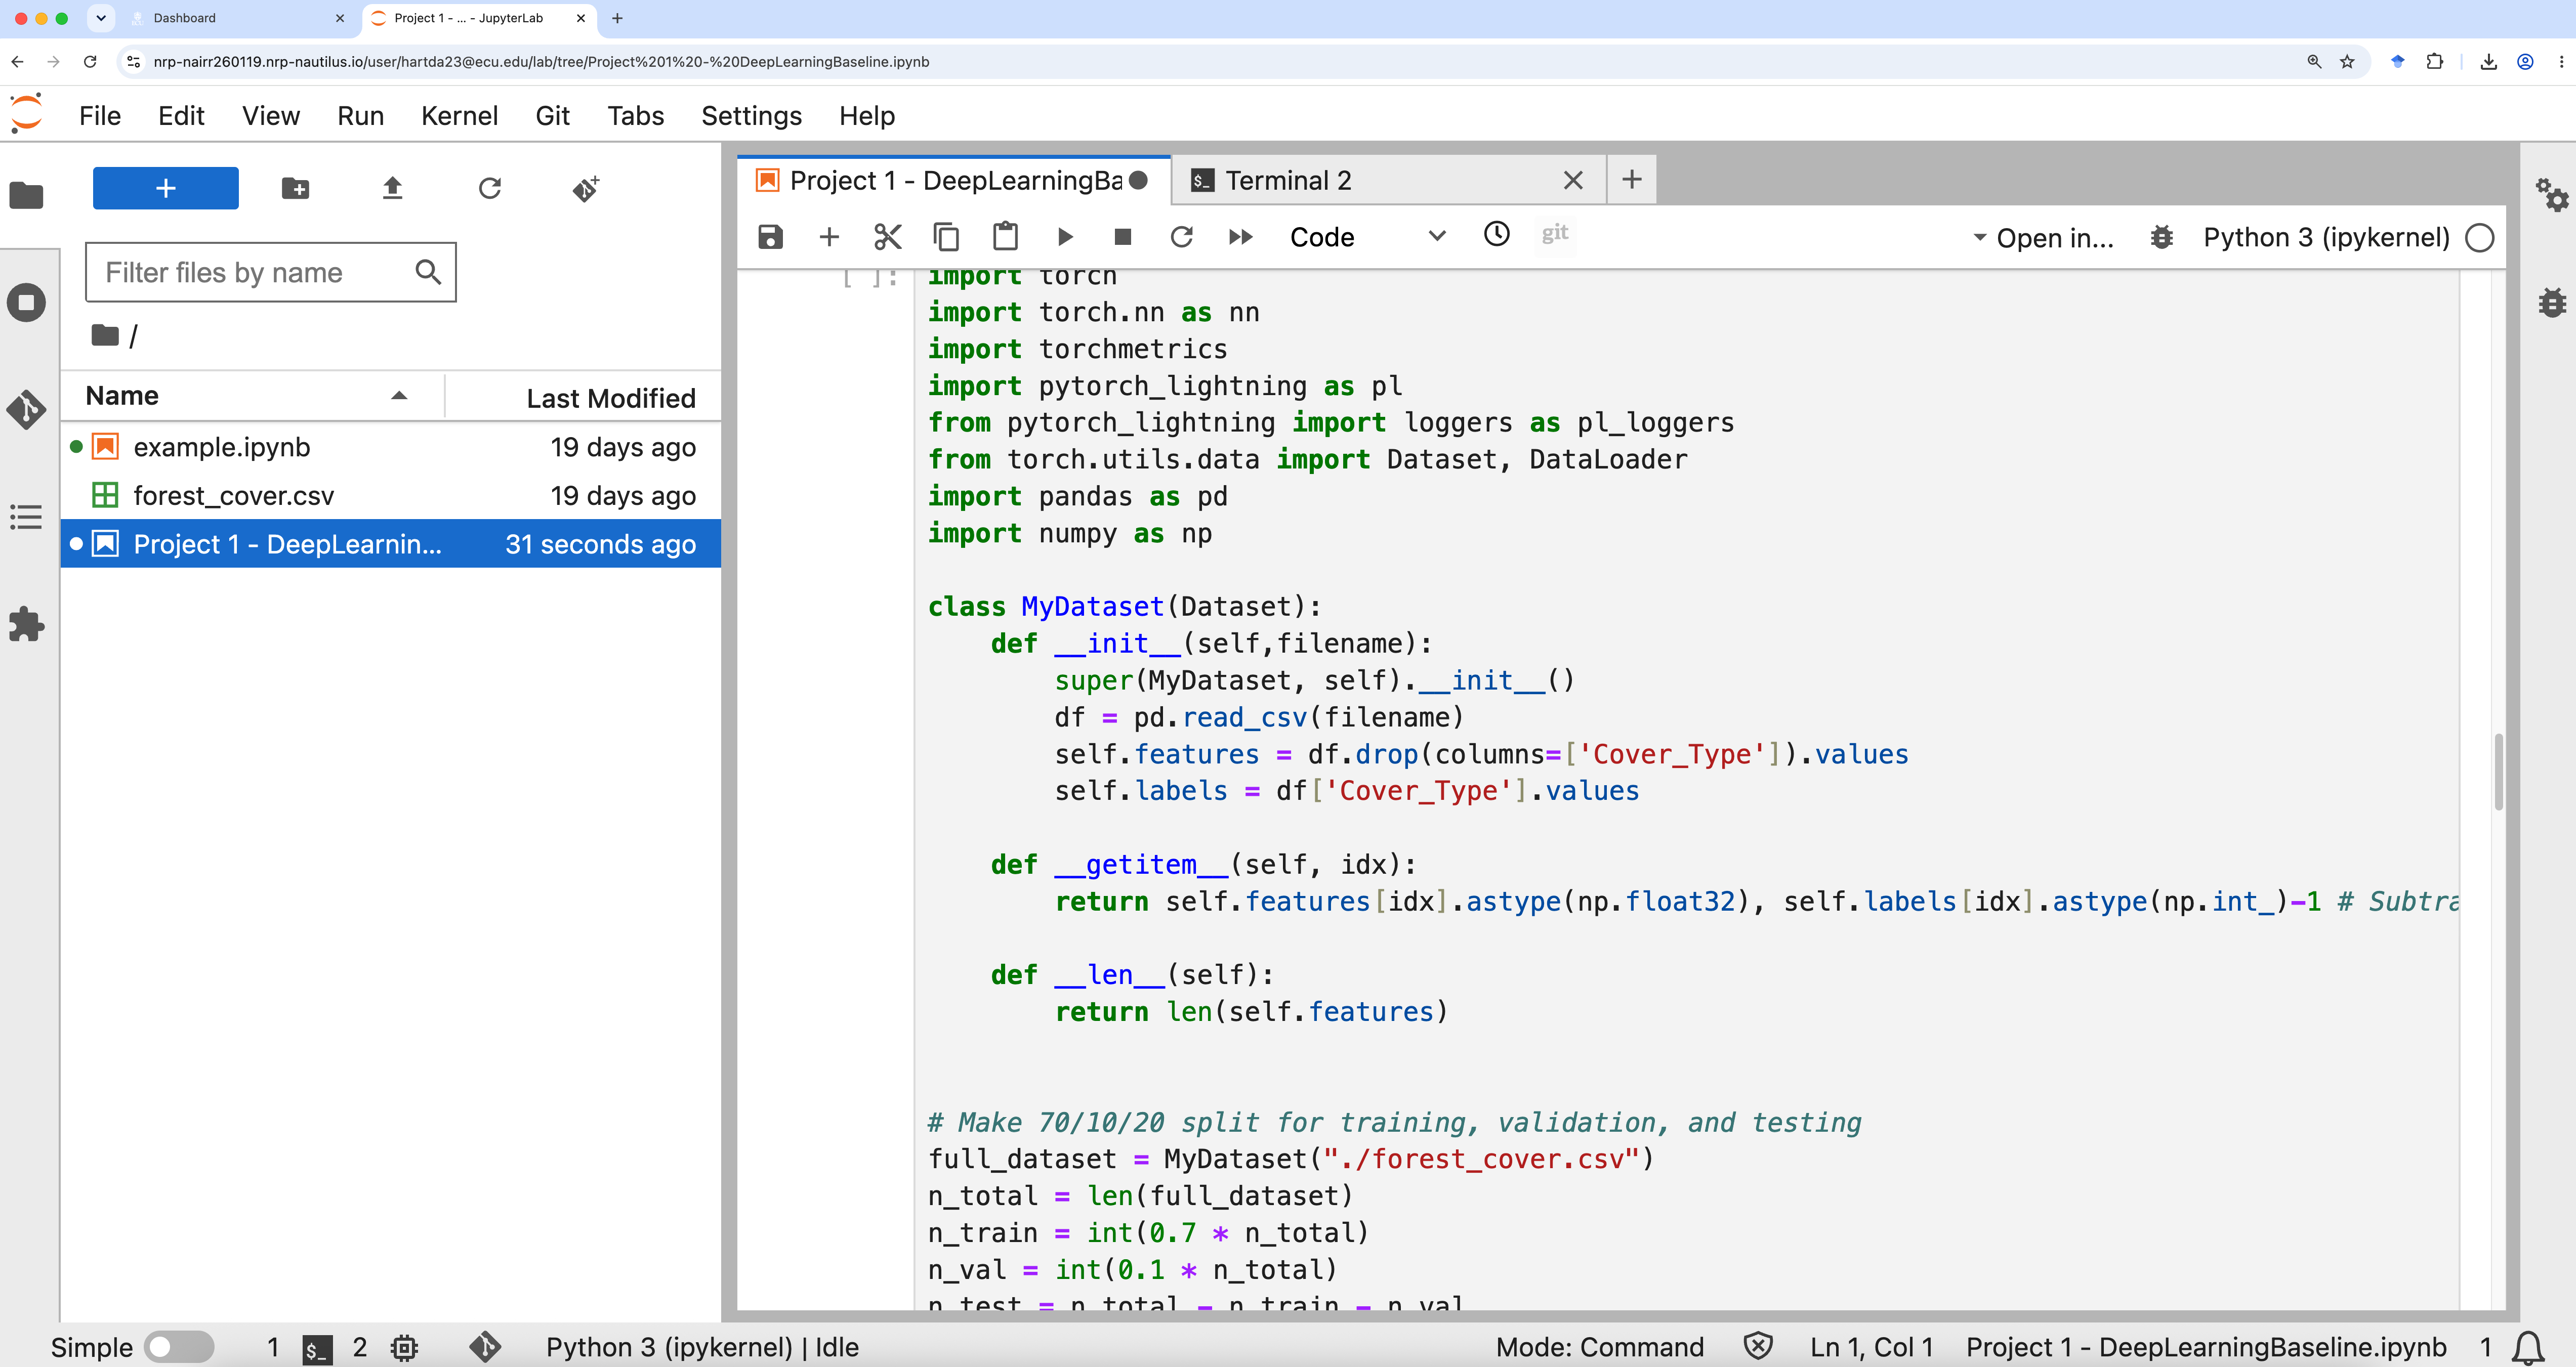 Dashboard
Project 1 - ... - JupyterLab
nrp-nairr260119.nrp-nautilus.io/user/hartda23@ecu.edu/lab/tree/Project%201%20-%20DeepLearningBaseline.ipynb
File Edit View Run Kernel Git Tabs Settings Help
Filter files by name
/
Name Last Modified
example.ipynb 19 days ago
forest_cover.csv 19 days ago
Project 1 - DeepLearnin... 31 seconds ago
Project 1 - DeepLearningBa
Terminal 2
Code
git
Open in...
Python 3 (ipykernel)
[ ]:
import torch
import torch.nn as nn
import torchmetrics
import pytorch_lightning as pl
from pytorch_lightning import loggers as pl_loggers
from torch.utils.data import Dataset, DataLoader
import pandas as pd
import numpy as np
class MyDataset(Dataset):
    def __init__(self,filename):
        super(MyDataset, self).__init__()
        df = pd.read_csv(filename)
        self.features = df.drop(columns=['Cover_Type']).values
        self.labels = df['Cover_Type'].values
    def __getitem__(self, idx):
        return self.features[idx].astype(np.float32), self.labels[idx].astype(np.int_)-1 # Subtra
    def __len__(self):
        return len(self.features)
# Make 70/10/20 split for training, validation, and testing
full_dataset = MyDataset("./forest_cover.csv")
n_total = len(full_dataset)
n_train = int(0.7 * n_total)
n_val = int(0.1 * n_total)
n_test = n_total - n_train - n_val
Simple 1 $_ 2 Python 3 (ipykernel) | Idle Mode: Command Ln 1, Col 1 Project 1 - DeepLearningBaseline.ipynb 1